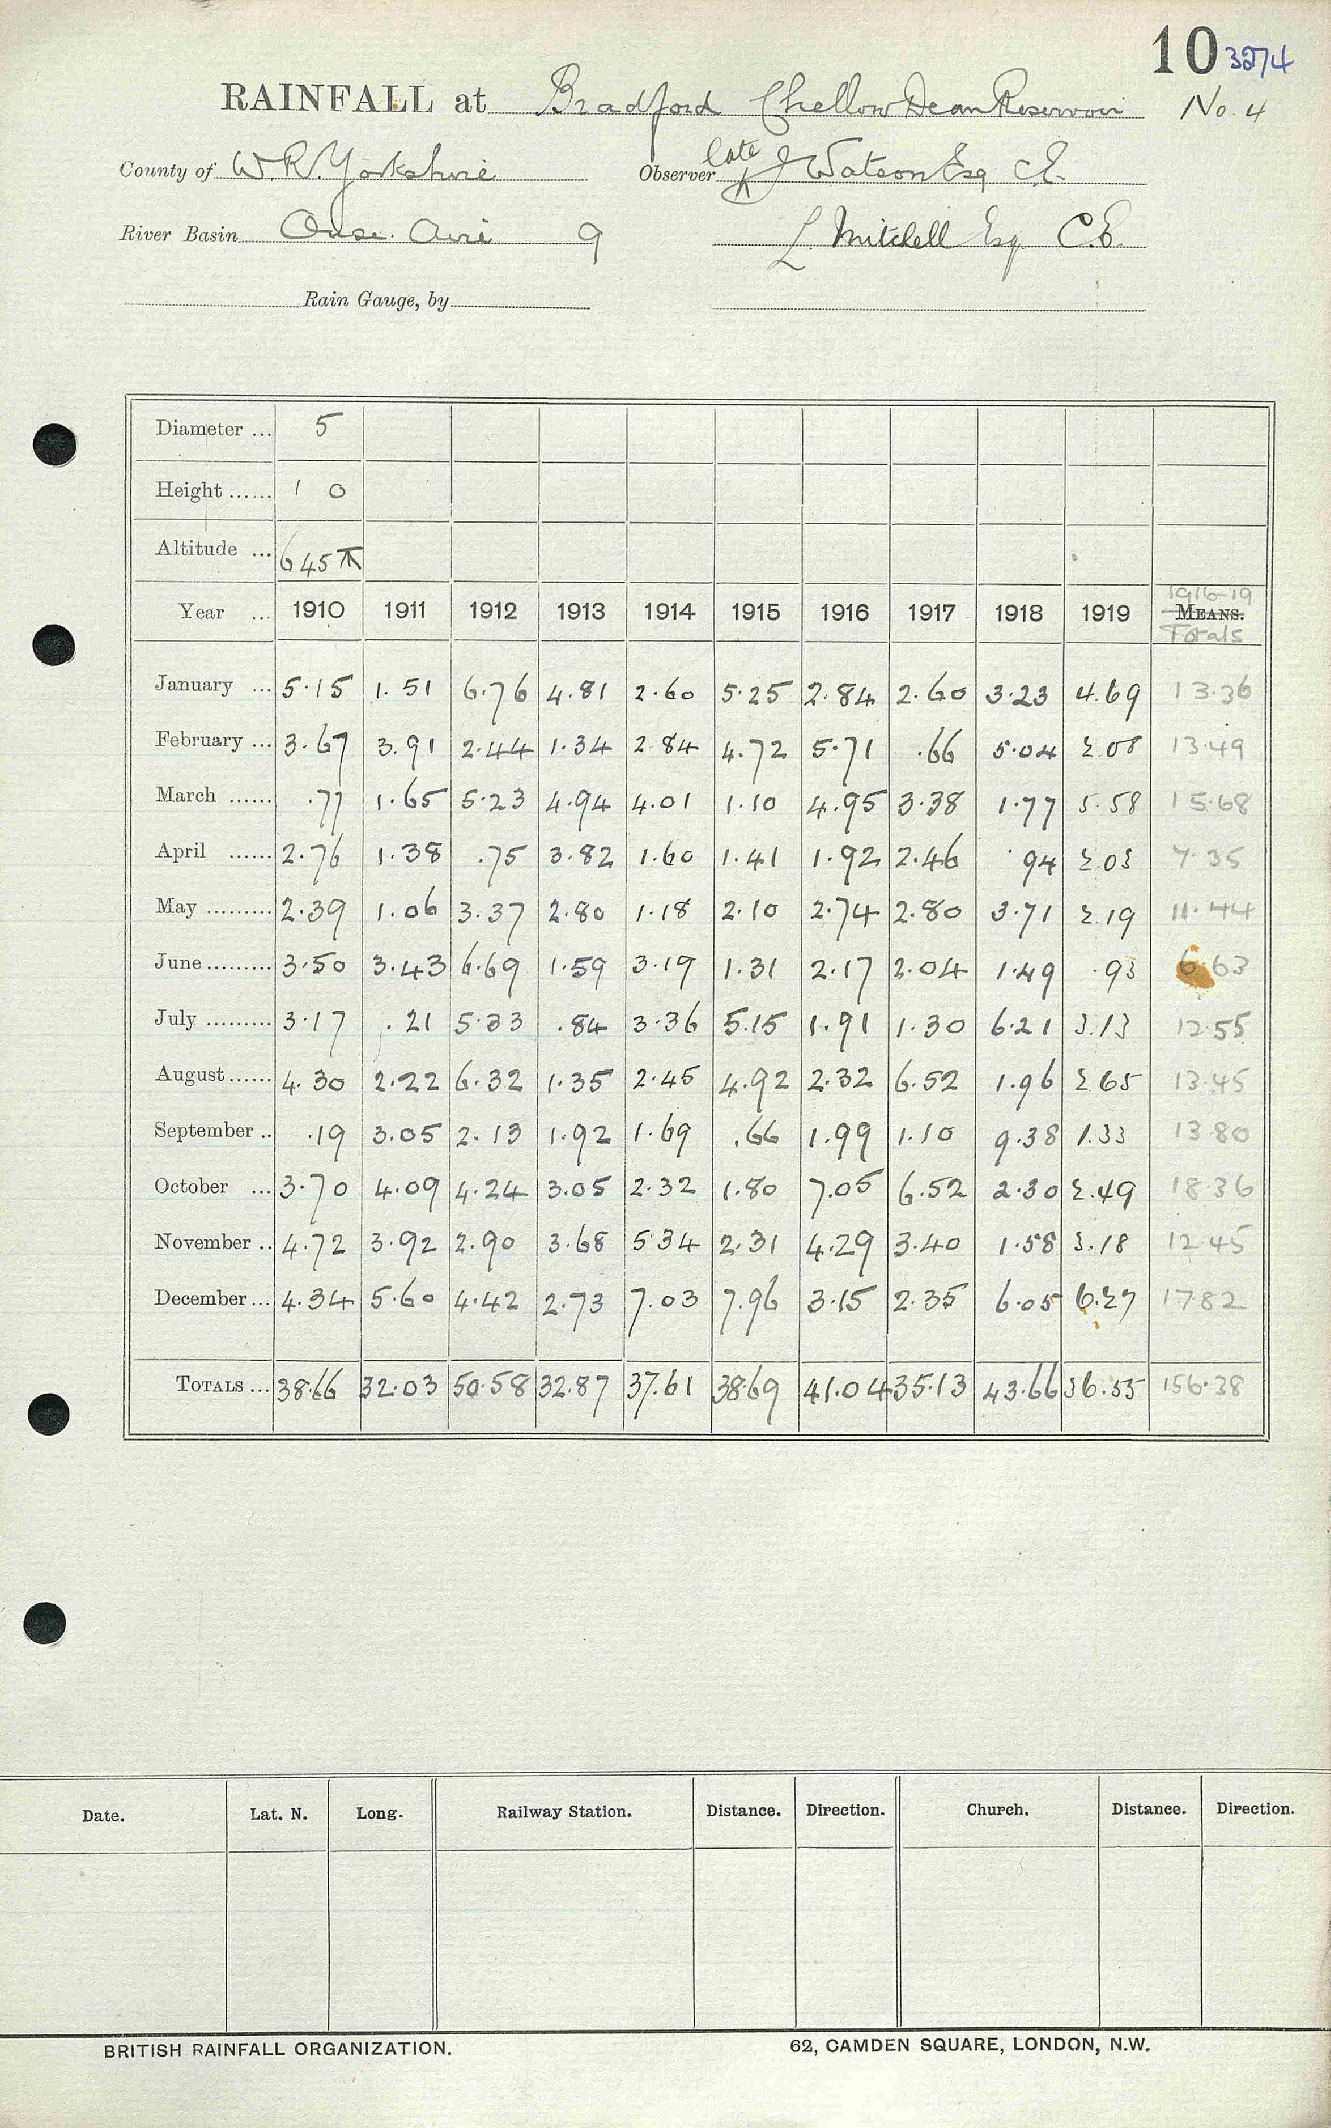 10 3274
RAINFALL at Bradford Chellow Dean Reservoir No. 4
County of W.R. Yorkshire Observer late J Watson Esq C.E.
River Basin Ouse. Aire 9 L Mitchell Esq C.E.
Rain Gauge, by
Diameter ... 5
Height ...... 1 0
Altitude ... 645
1916-19
Year ... 1910 1911 1912 1913 1914 1915 1916 1917 1918 1919 MEANS.
Totals
January ... 5.15 1.51 6.76 4.81 2.60 5.25 2.84 2.60 3.23 4.69 13.36
February ... 3.67 3.91 2.44 1.34 2.84 4.72 5.71 .66 5.04 2.08 13.49
March ...... .77 1.65 5.23 4.94 4.01 1.10 4.95 3.38 1.77 5.58 15.68
April ...... 2.76 1.38 .75 3.82 1.60 1.41 1.92 2.46 .94 2.03 7.35
May ......... 2.39 1.06 3.37 2.80 1.18 2.10 2.74 2.80 3.71 2.19 11.44
June ......... 3.50 3.43 6.69 1.59 3.19 1.31 2.17 2.04 1.49 .93 6.63
July ......... 3.17 .21 5.33 .84 3.36 5.15 1.91 1.30 6.21 3.13 12.55
August ...... 4.30 2.22 6.32 1.35 2.45 4.92 2.32 6.52 1.96 2.65 13.45
September .. .19 3.05 2.13 1.92 1.69 .66 1.99 1.10 9.38 1.33 13.80
October ... 3.70 4.09 4.24 3.05 2.32 1.80 7.05 6.52 2.30 2.49 18.36
November .. 4.72 3.92 2.90 3.68 5.34 2.31 4.29 3.40 1.58 3.18 12.45
December ... 4.34 5.60 4.42 2.73 7.03 7.96 3.15 2.35 6.05 6.27 17.82
TOTALS ... 38.66 32.03 50.58 32.87 37.61 38.69 41.04 35.13 43.66 36.55 156.38
Date. Lat. N. Long. Railway Station. Distance. Direction. Church. Distance. Direction.
BRITISH RAINFALL ORGANIZATION. 62, CAMDEN SQUARE, LONDON, N.W.